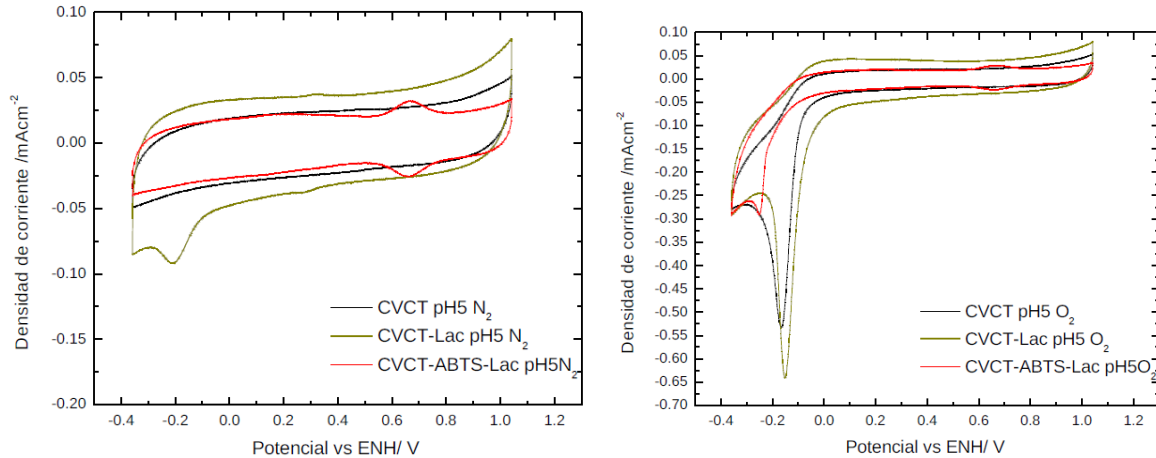 0.10
0.05
0.00
-0.05
-0.10
-0.15
-0.20
-0.4 -0.2 0.0 0.2 0.4 0.6 0.8 1.0 1.2
Densidad de corriente /mAcm-2
Potencial vs ENH/ V
CVCT pH5 N2
CVCT-Lac pH5 N2
CVCT-ABTS-Lac pH5N2
0.10
0.05
0.00
-0.05
-0.10
-0.15
-0.20
-0.25
-0.30
-0.35
-0.40
-0.45
-0.50
-0.55
-0.60
-0.65
-0.70
-0.4 -0.2 0.0 0.2 0.4 0.6 0.8 1.0 1.2
Densidad de corriente /mAcm-2
Potencial vs ENH/ V
CVCT pH5 O2
CVCT-Lac pH5 O2
CVCT-ABTS-Lac pH5O2